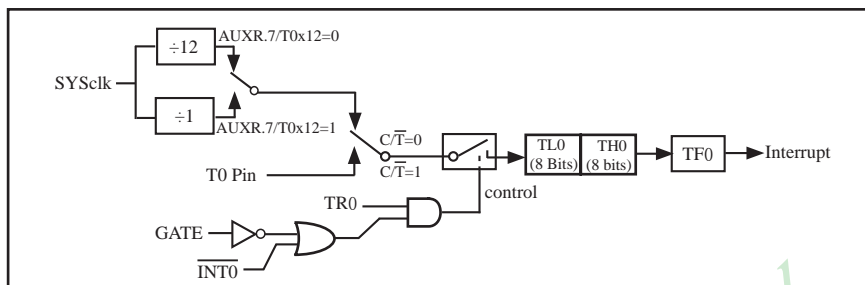 ÷12
AUXR.7/T0x12=0
SYSclk
÷1
AUXR.7/T0x12=1
C/T̅=0
C/T̅=1
T0 Pin
TL0
(8 Bits)
TH0
(8 bits)
TF0
Interrupt
control
TR0
GATE
I̅N̅T̅0̅